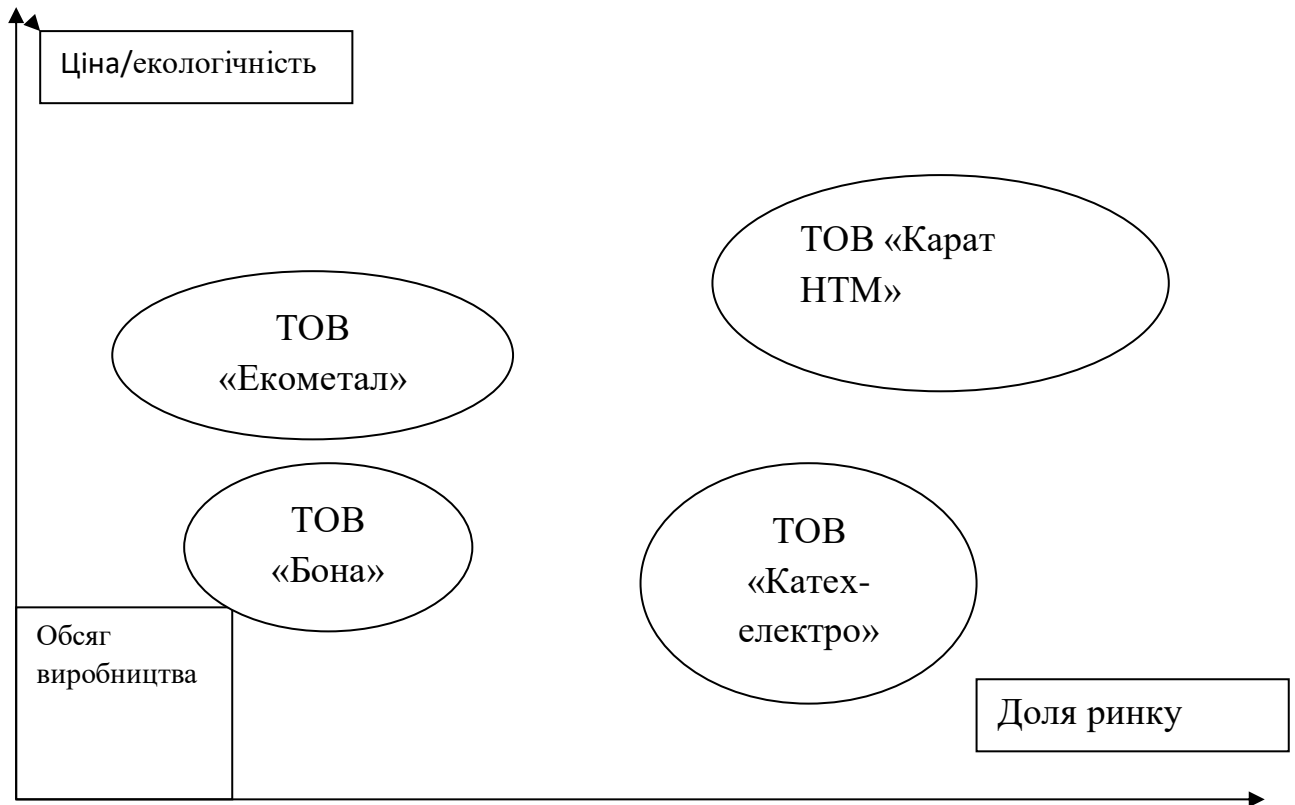 Ціна/екологічність
ТОВ «Карат
НТМ»
ТОВ
«Екометал»
ТОВ
«Бона»
ТОВ
«Катех-
електро»
Обсяг
виробництва
Доля ринку